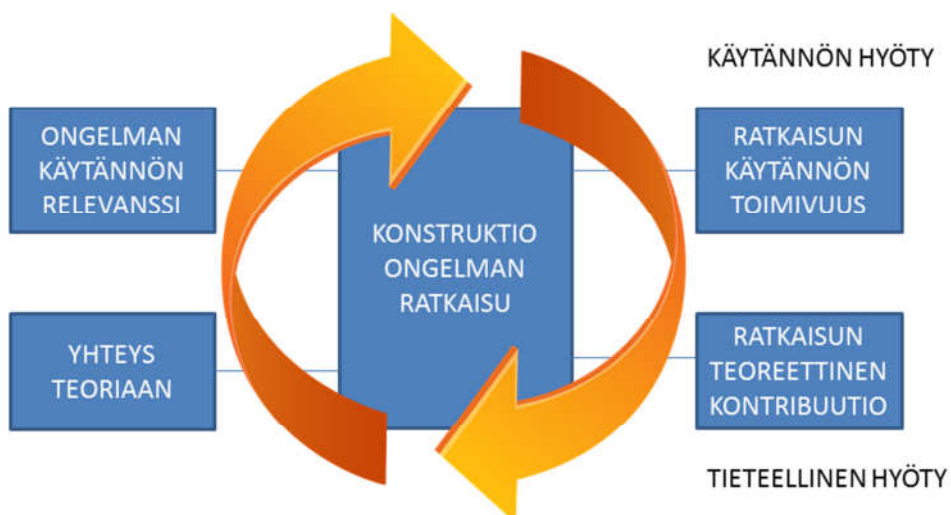 KÄYTÄNNÖN HYÖTY
ONGELMAN
KÄYTÄNNÖN
RELEVANSSI
RATKAISUN
KÄYTÄNNÖN
TOIMIVUUS
KONSTRUKTIO
ONGELMAN
RATKAISU
YHTEYS
TEORIAAN
RATKAISUN
TEOREETTINEN
KONTRIBUUTIO
TIETEELLINEN HYÖTY